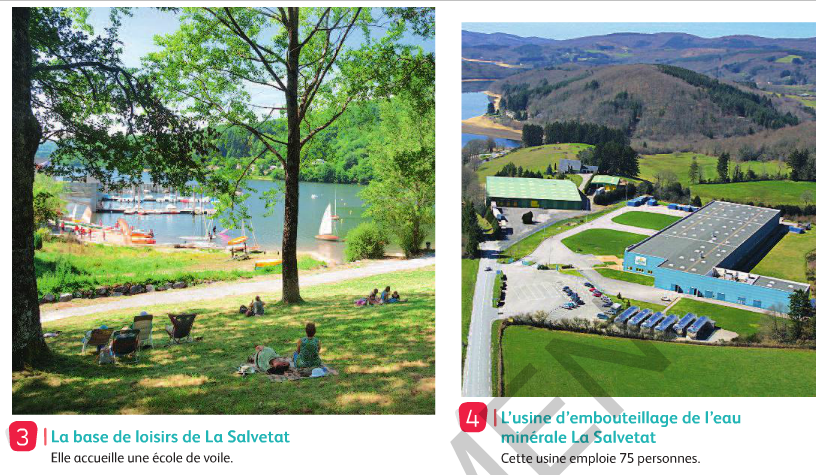 3 La base de loisirs de La Salvetat
Elle accueille une école de voile.
4 L'usine d'embouteillage de l'eau
minérale La Salvetat
Cette usine emploie 75 personnes.
MEN